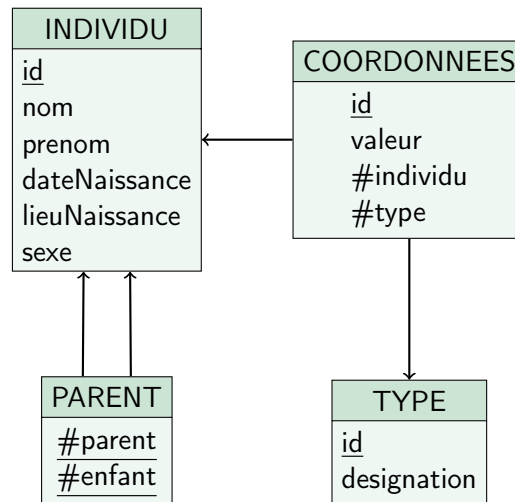 INDIVIDU
id
nom
prenom
dateNaissance
lieuNaissance
sexe
COORDONNEES
id
valeur
#individu
#type
PARENT
#parent
#enfant
TYPE
id
designation